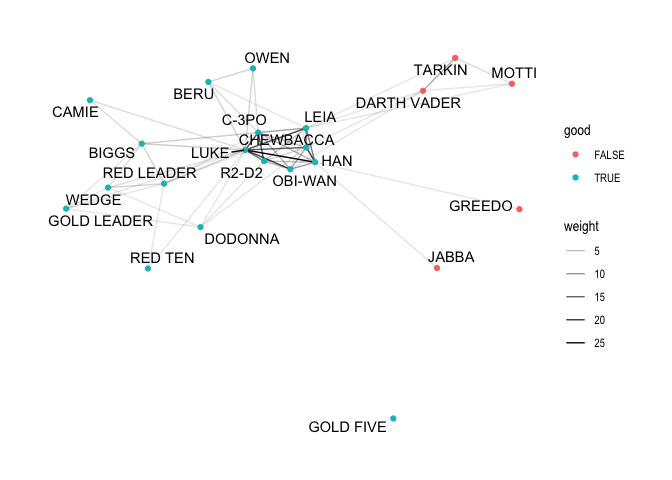 OWEN
TARKIN
MOTTI
BERU
DARTH VADER
CAMIE
C-3PO
LEIA
CHEWBACCA
BIGGS
LUKE
HAN
RED LEADER
R2-D2
OBI-WAN
WEDGE
GOLD LEADER
GREEDO
DODONNA
RED TEN
JABBA
GOLD FIVE
good
FALSE
TRUE
weight
5
10
15
20
25